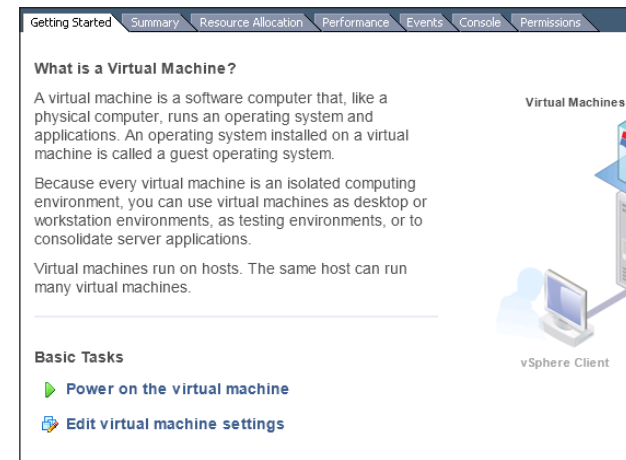 Getting Started Summary Resource Allocation Performance Events Console Permissions
What is a Virtual Machine?
A virtual machine is a software computer that, like a
physical computer, runs an operating system and
applications. An operating system installed on a virtual
machine is called a guest operating system.
Because every virtual machine is an isolated computing
environment, you can use virtual machines as desktop or
workstation environments, as testing environments, or to
consolidate server applications.
Virtual machines run on hosts. The same host can run
many virtual machines.
Virtual Machines
vSphere Client
Basic Tasks
Power on the virtual machine
Edit virtual machine settings